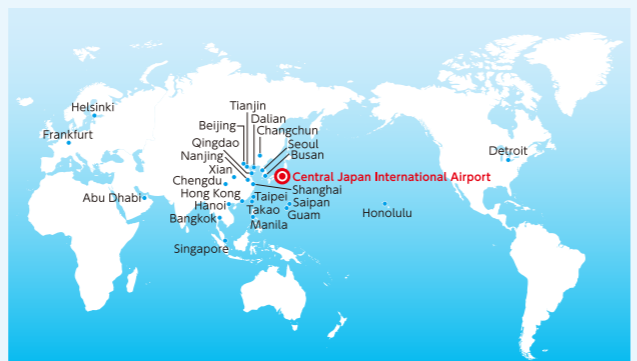 Helsinki
Frankfurt
Abu Dhabi
Tianjin
Dalian
Beijing
Changchun
Qingdao
Seoul
Nanjing
Busan
Xian
Central Japan International Airport
Chengdu
Shanghai
Hong Kong
Taipei
Saipan
Hanoi
Takao
Guam
Bangkok
Manila
Singapore
Honolulu
Detroit